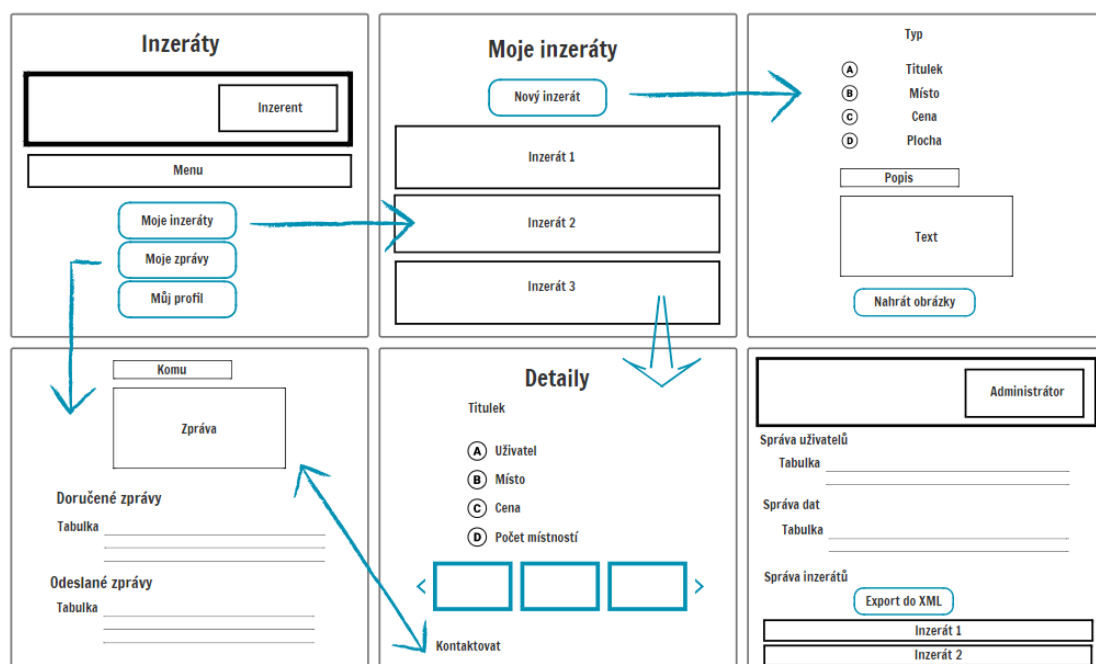 Inzeráty
Inzerent
Menu
Moje inzeráty
Moje zprávy
Můj profil
Moje inzeráty
Nový inzerát
Inzerát 1
Inzerát 2
Inzerát 3
Typ
A Titulek
B Místo
C Cena
D Plocha
Popis
Text
Nahrát obrázky
Komu
Zpráva
Doručené zprávy
Tabulka
Odeslané zprávy
Tabulka
Detaily
Titulek
A Uživatel
B Místo
C Cena
D Počet místností
Kontaktovat
Administrátor
Správa uživatelů
Tabulka
Správa dat
Tabulka
Správa inzerátů
Export do XML
Inzerát 1
Inzerát 2